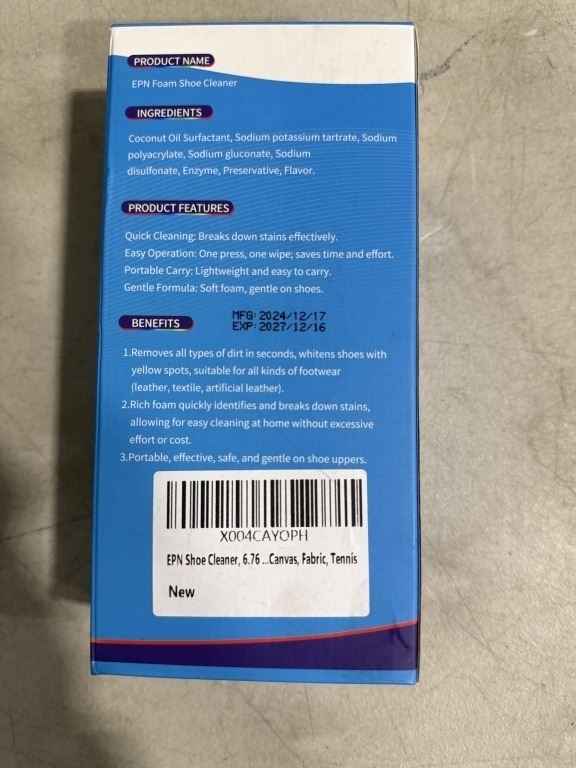 PRODUCT NAME
EPN Foam Shoe Cleaner
INGREDIENTS
Coconut Oil Surfactant, Sodium potassium tartrate, Sodium
polyacrylate, Sodium gluconate, Sodium
disulfonate, Enzyme, Preservative, Flavor.
PRODUCT FEATURES
Quick Cleaning: Breaks down stains effectively.
Easy Operation: One press, one wipe; saves time and effort.
Portable Carry: Lightweight and easy to carry.
Gentle Formula: Soft foam, gentle on shoes.
MFG: 2024/12/17
EXP: 2027/12/16
BENEFITS
1.Removes all types of dirt in seconds, whitens shoes with
yellow spots, suitable for all kinds of footwear
(leather, textile, artificial leather).
2.Rich foam quickly identifies and breaks down stains,
allowing for easy cleaning at home without excessive
effort or cost.
3.Portable, effective, safe, and gentle on shoe uppers.
X004CAYOPH
EPN Shoe Cleaner, 6.76 ...Canvas, Fabric, Tennis
New